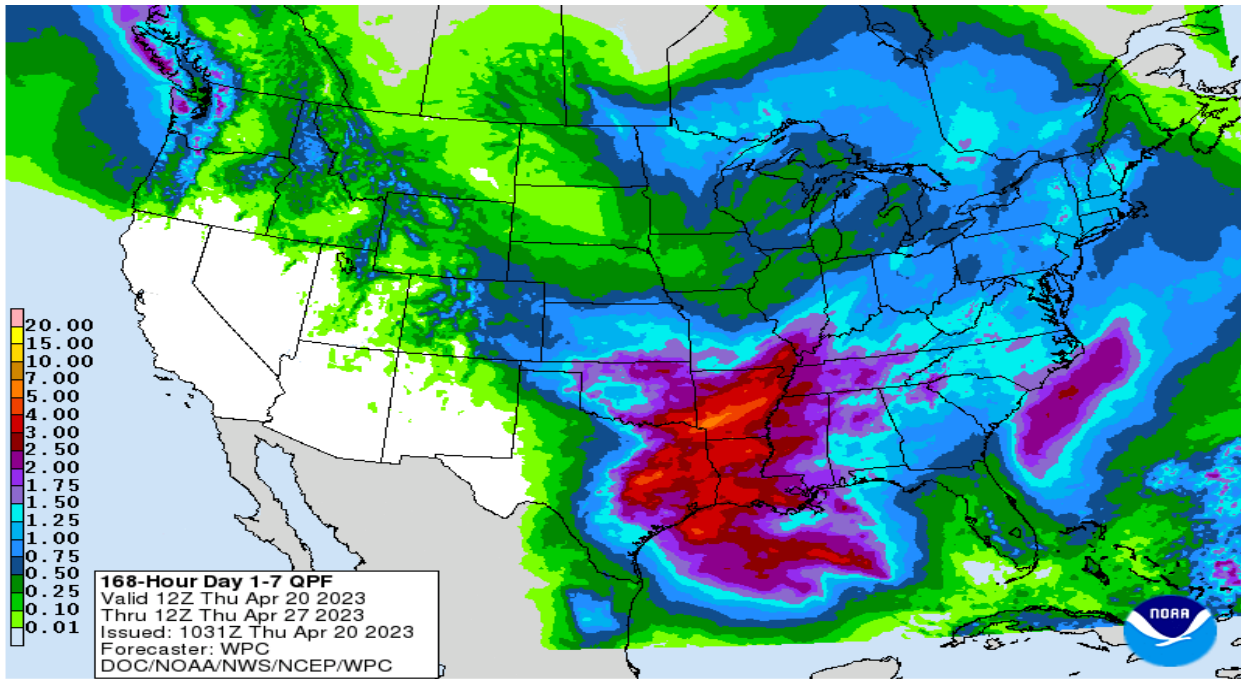 20.00
15.00
10.00
7.00
5.00
4.00
3.00
2.50
2.00
1.75
1.50
1.25
1.00
0.75
0.50
0.25
0.10
0.01
168-Hour Day 1-7 QPF
Valid 12Z Thu Apr 20 2023
Thru 12Z Thu Apr 27 2023
Issued: 1031Z Thu Apr 20 2023
Forecaster: WPC
DOC/NOAA/NWS/NCEP/WPC
NOAA